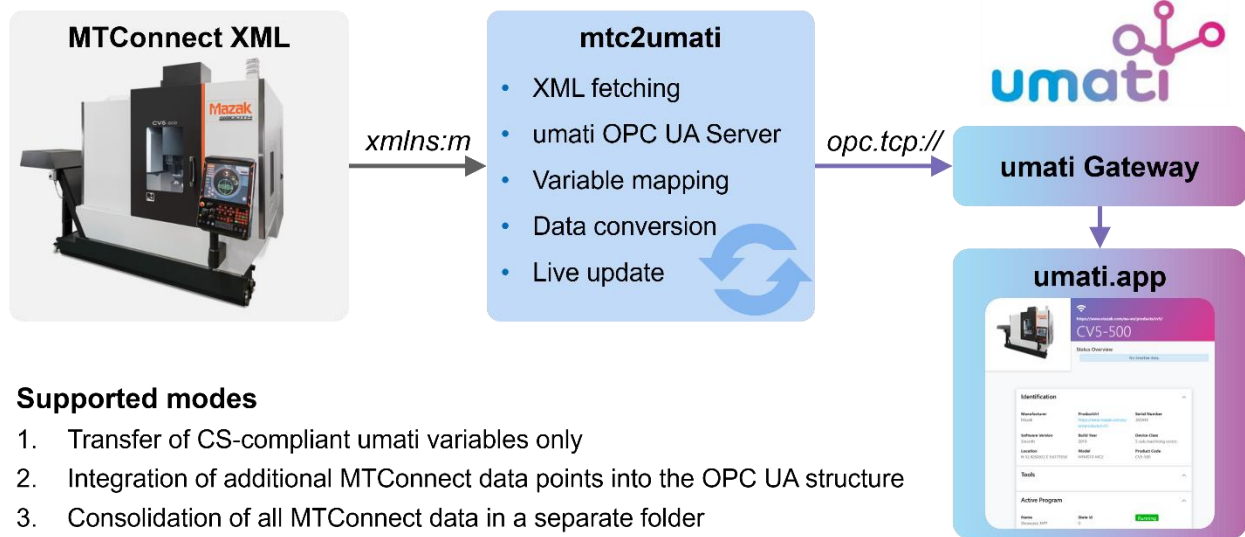 MTConnect XML
Mazak
xmlns:m
mtc2umati
• XML fetching
• umati OPC UA Server
• Variable mapping
• Data conversion
• Live update
opc.tcp://
umati
umati Gateway
umati.app
CV5-500
Status Overview
Identification
Manufacturer
ProductUri
Serial Number
Software Version
Build Year
Device Class
Location
Model
Product Code
CV5-500
Tools
Active Program
Name
State Id
0
Running
Supported modes
1. Transfer of CS-compliant umati variables only
2. Integration of additional MTConnect data points into the OPC UA structure
3. Consolidation of all MTConnect data in a separate folder